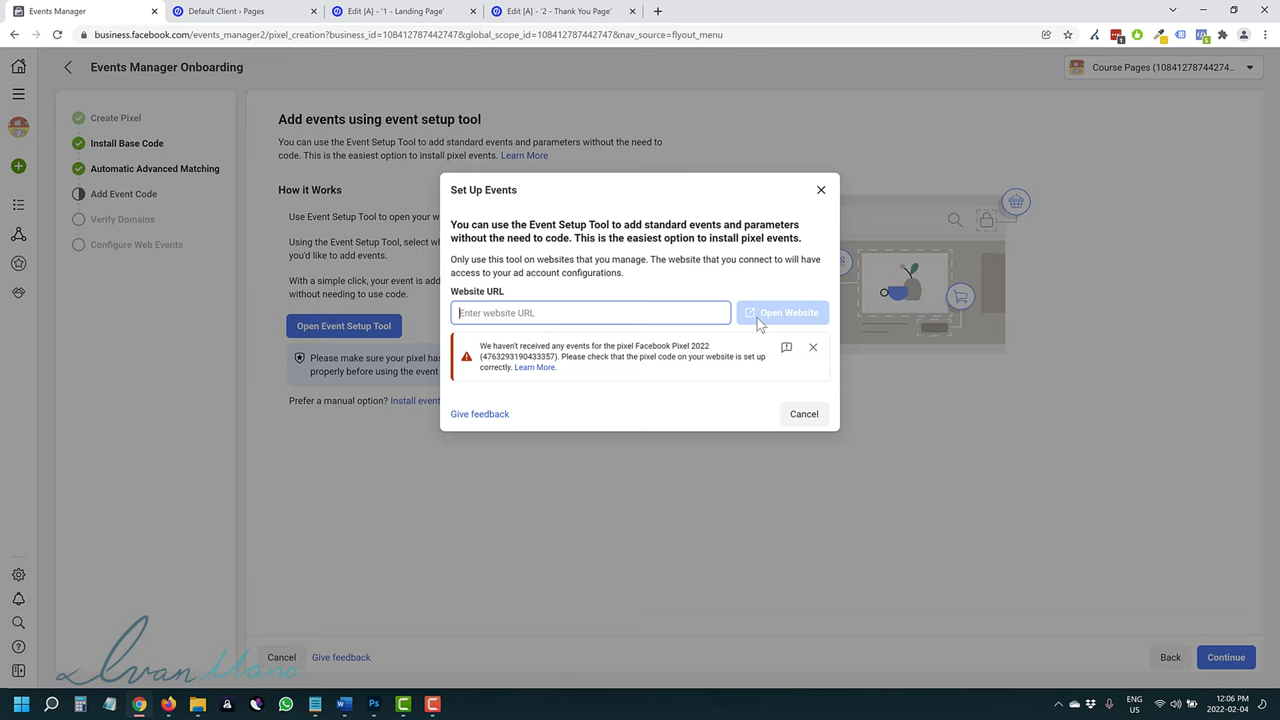 Events Manager
Default Client › Pages
Edit [A] - '1 - Landing Page'
Edit [A] - '2 - Thank You Page'
business.facebook.com/events_manager2/pixel_creation?business_id=108412787442747&global_scope_id=108412787442747&nav_source=flyout_menu
Events Manager Onboarding
Course Pages (10841278744274...
Create Pixel
Install Base Code
Automatic Advanced Matching
Add Event Code
Verify Domains
Configure Web Events
Add events using event setup tool
You can use the Event Setup Tool to add standard events and parameters without the need to
code. This is the easiest option to install pixel events. Learn More
How it Works
Use Event Setup Tool to open your w
Using the Event Setup Tool, select wh
you'd like to add events.
With a simple click, your event is add
without needing to use code.
Open Event Setup Tool
Please make sure your pixel has
properly before using the event
Prefer a manual option? Install event
Set Up Events
You can use the Event Setup Tool to add standard events and parameters
without the need to code. This is the easiest option to install pixel events.
Only use this tool on websites that you manage. The website that you connect to will have
access to your ad account configurations.
Website URL
Enter website URL
Open Website
We haven't received any events for the pixel Facebook Pixel 2022
(4763293190433357). Please check that the pixel code on your website is set up
correctly. Learn More.
Give feedback
Cancel
Cancel
Give feedback
Back
Continue
Ivan Mana
ENG
US
12:06 PM
2022-02-04